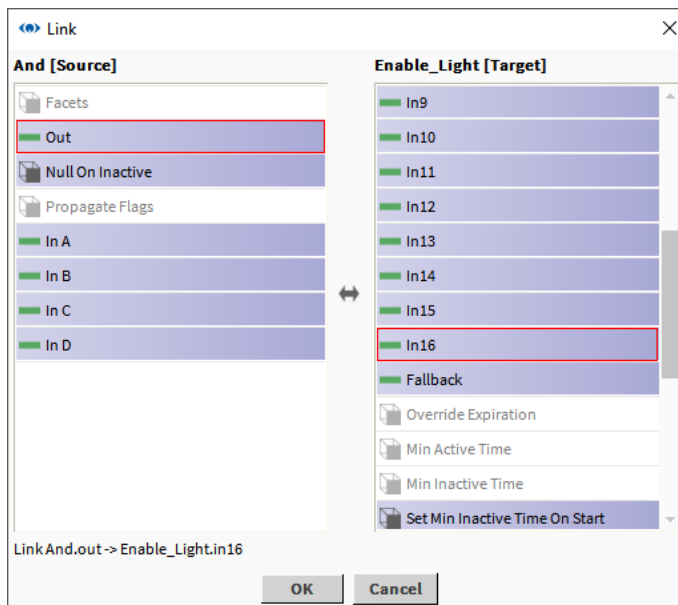 Link
And [Source]
Facets
Out
Null On Inactive
Propagate Flags
In A
In B
In C
In D
Enable_Light [Target]
In9
In10
In11
In12
In13
In14
In15
In16
Fallback
Override Expiration
Min Active Time
Min Inactive Time
Set Min Inactive Time On Start
Link And.out -> Enable_Light.in16
OK
Cancel